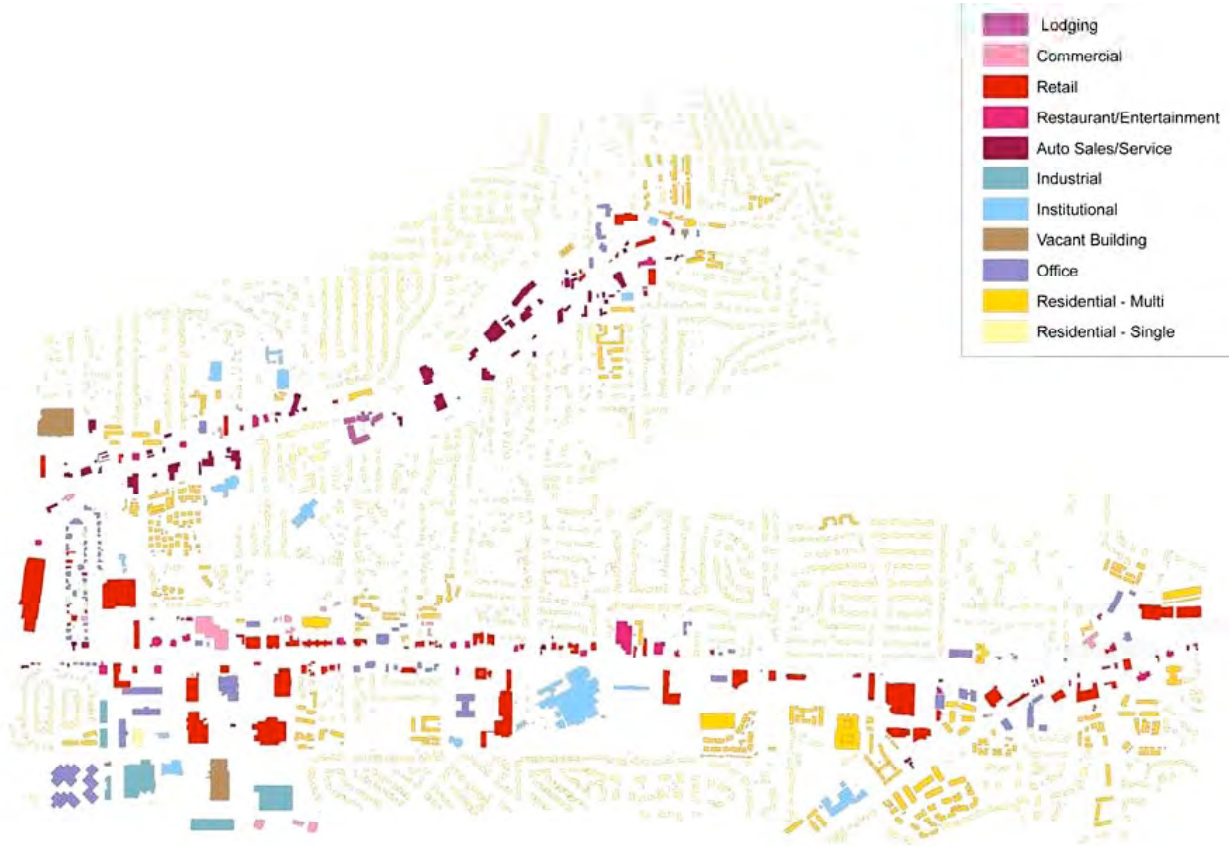 Lodging
Commercial
Retail
Restaurant/Entertainment
Auto Sales/Service
Industrial
Institutional
Vacant Building
Office
Residential - Multi
Residential - Single